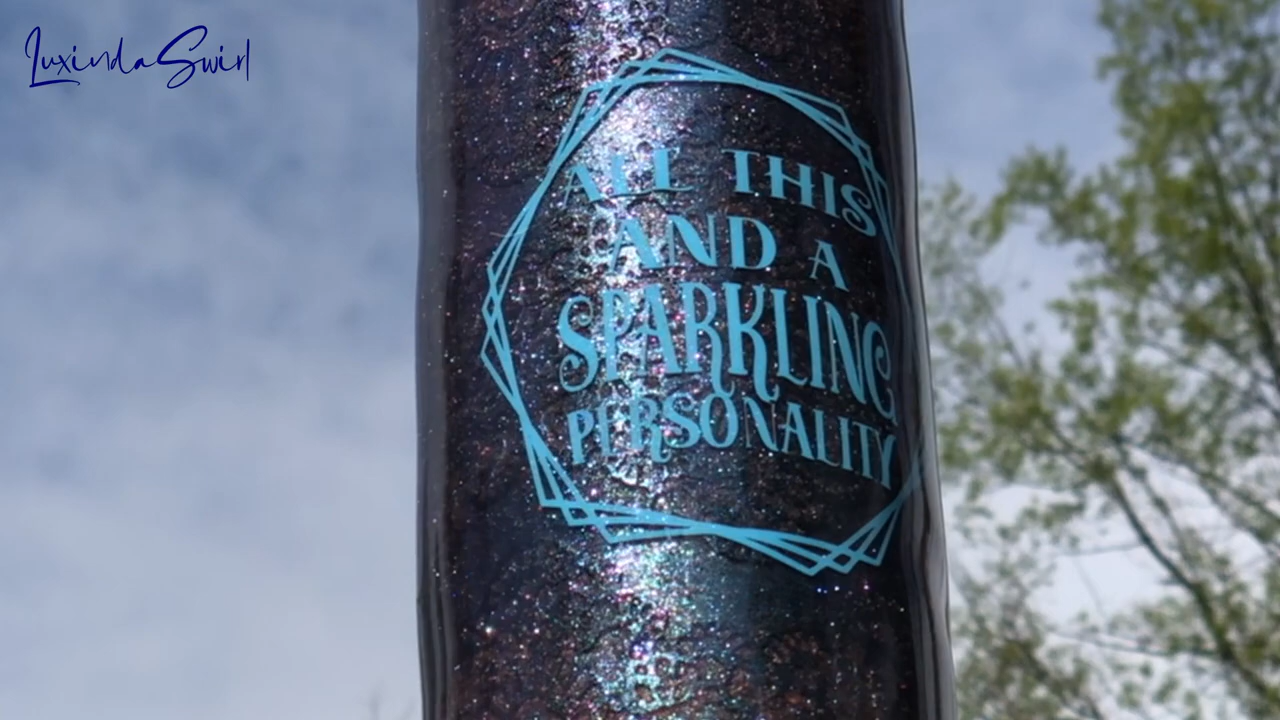 LuxindaSwirl
ALL THIS
AND A
SPARKLING
PERSONALITY